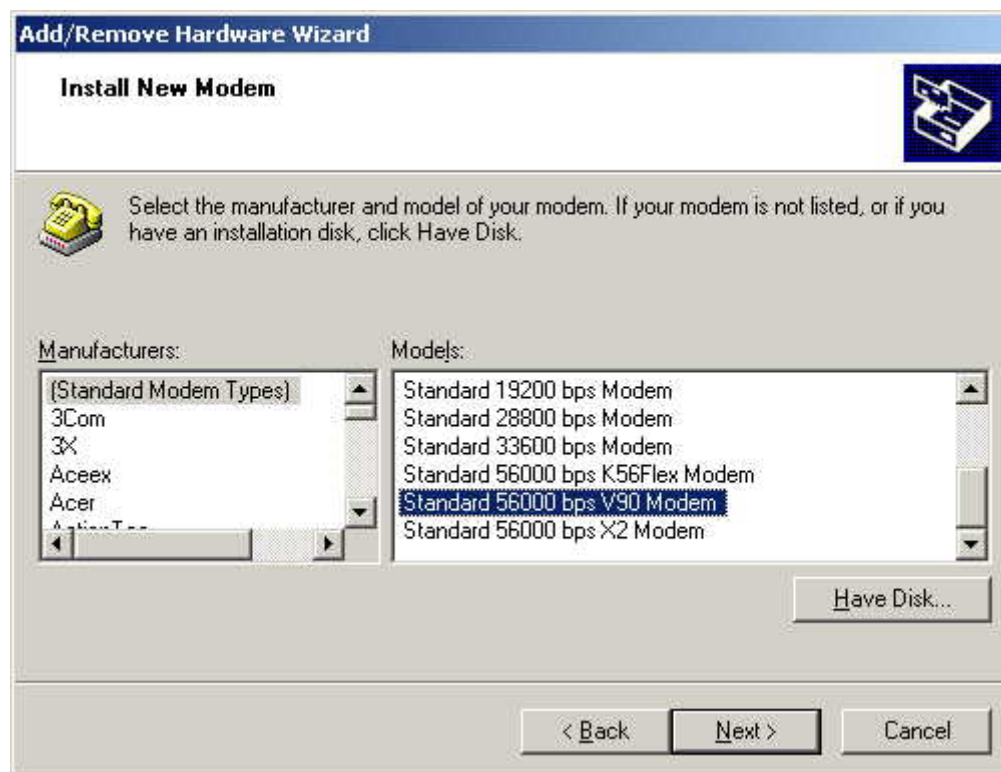 Add/Remove Hardware Wizard
Install New Modem
Select the manufacturer and model of your modem. If your modem is not listed, or if you
have an installation disk, click Have Disk.
Manufacturers:
(Standard Modem Types)
3Com
3X
Aceex
Acer
Models:
Standard 19200 bps Modem
Standard 28800 bps Modem
Standard 33600 bps Modem
Standard 56000 bps K56Flex Modem
Standard 56000 bps V90 Modem
Standard 56000 bps X2 Modem
Have Disk...
< Back
Next >
Cancel